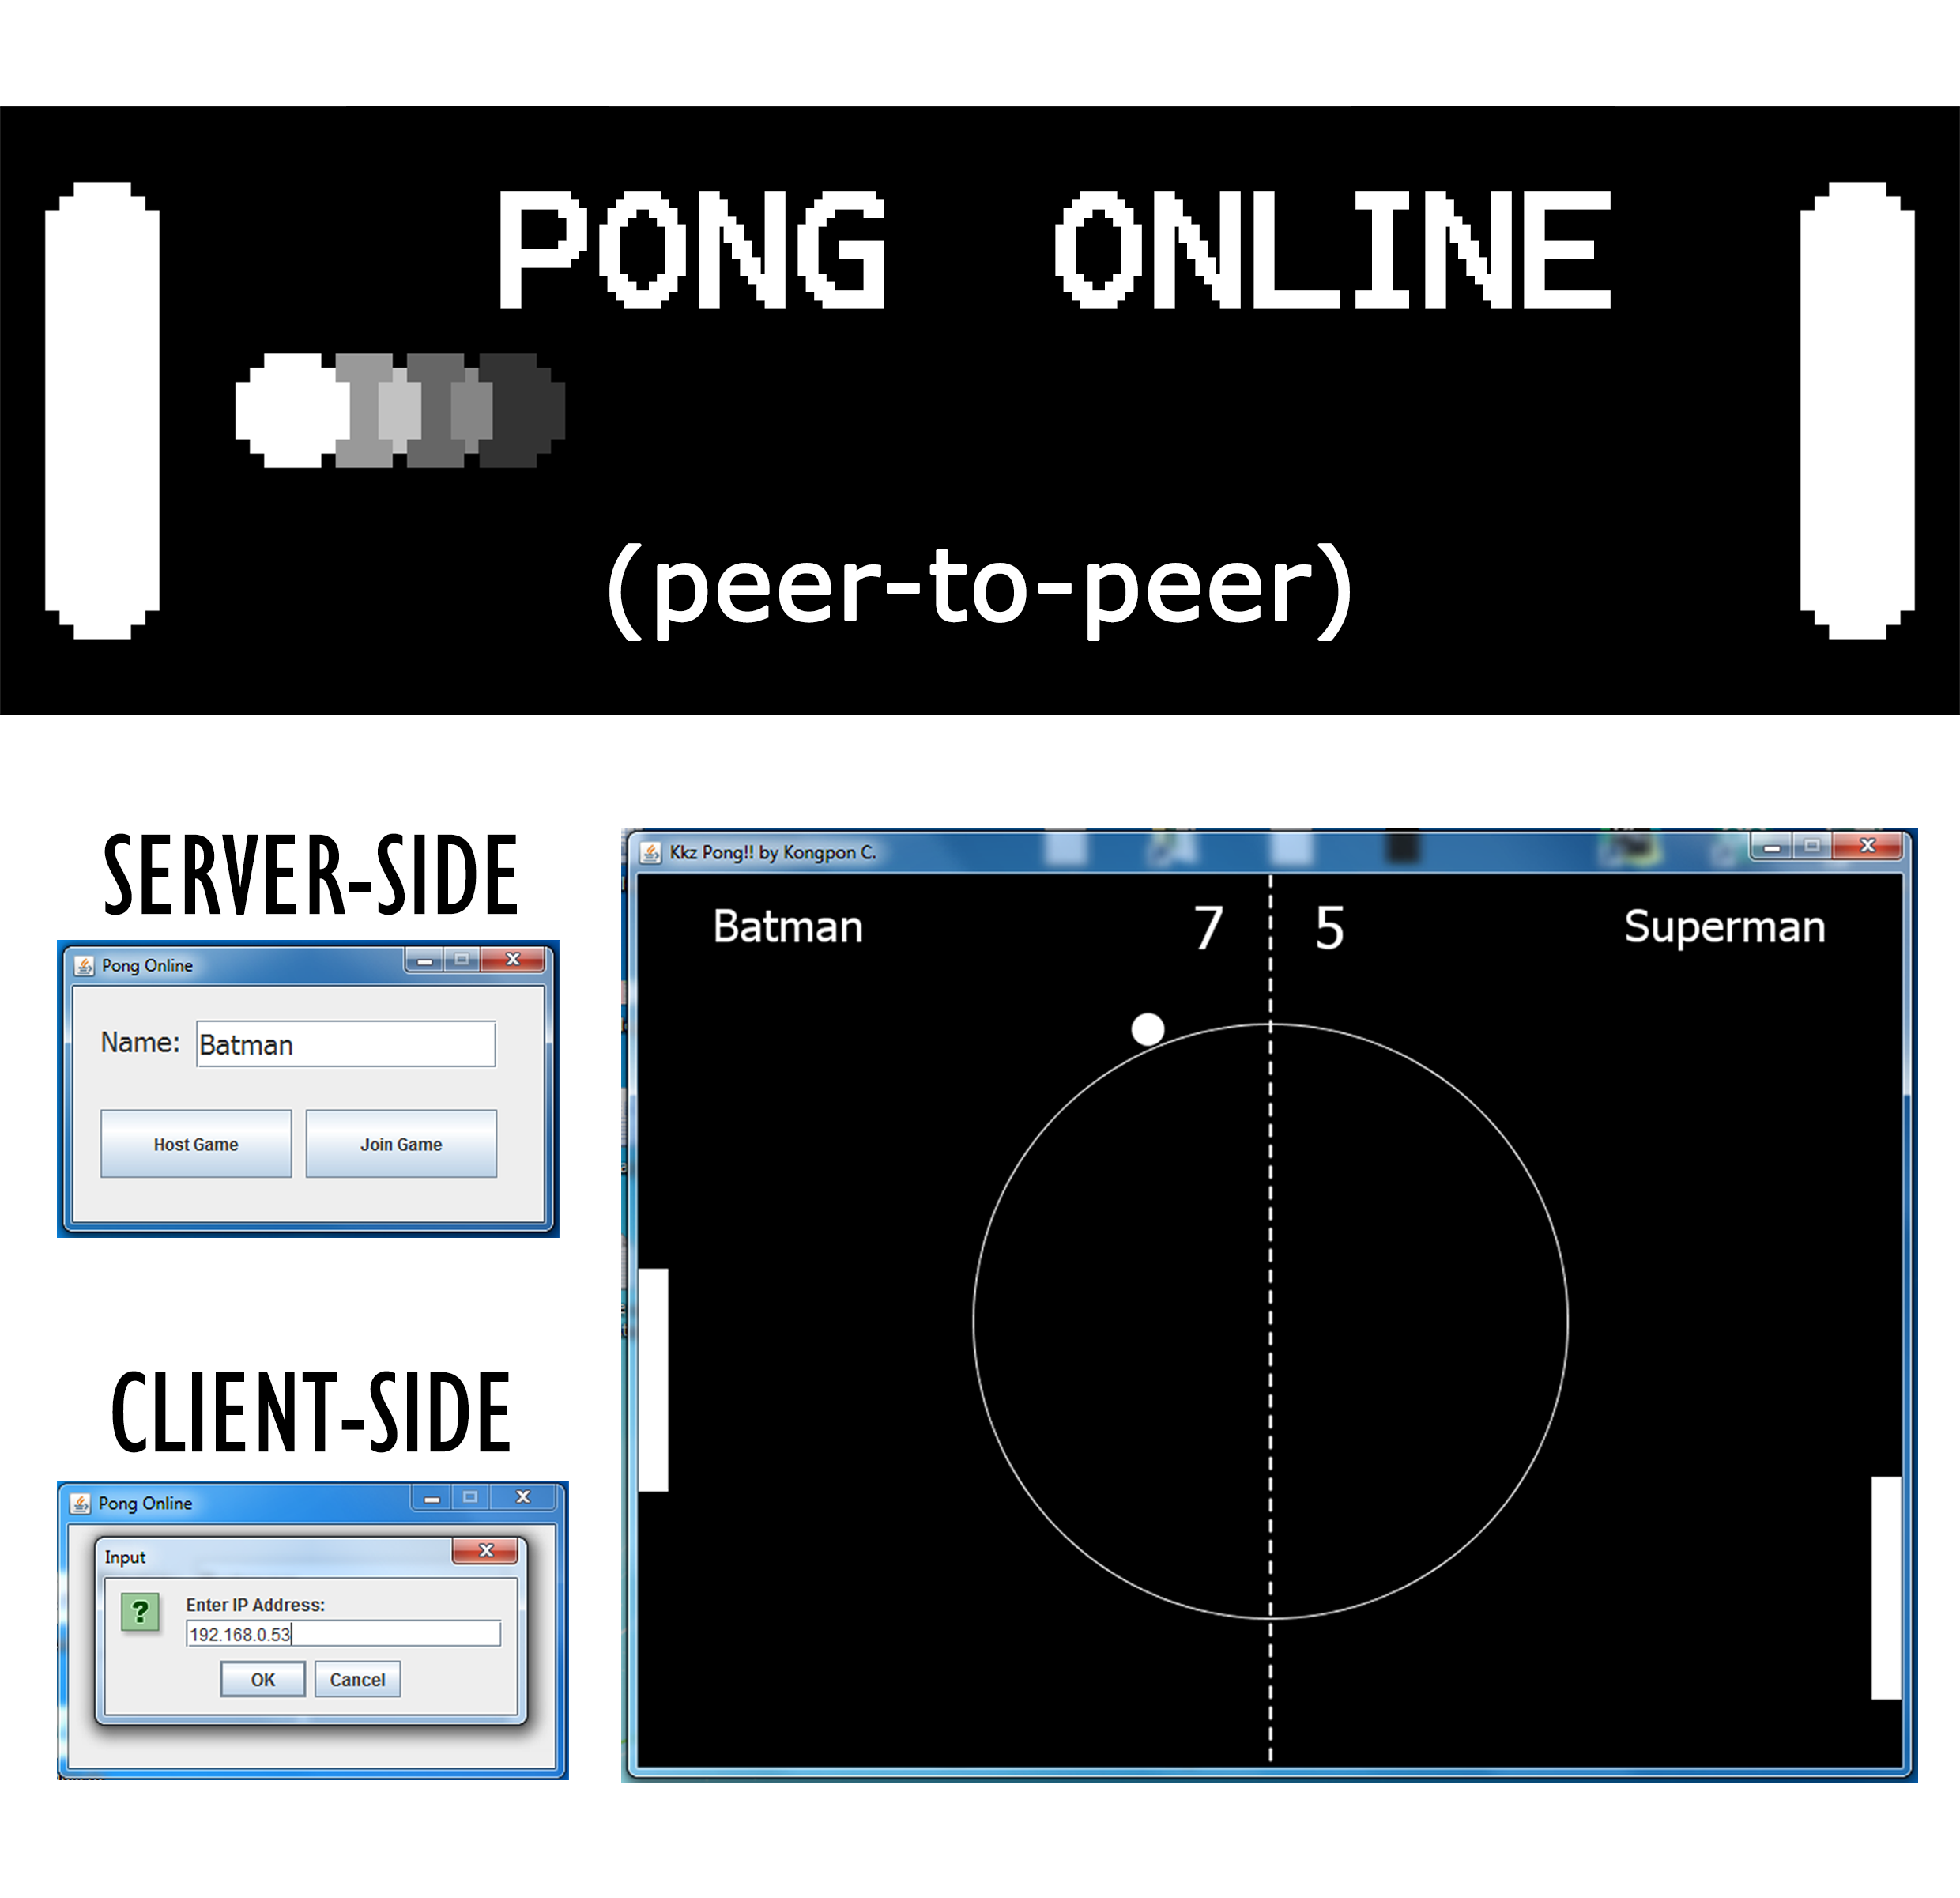 PONG ONLINE
(peer-to-peer)
SERVER-SIDE
Pong Online
Name: Batman
Host Game Join Game
CLIENT-SIDE
Pong Online
Input
?
Enter IP Address:
192.168.0.53
OK Cancel
Kkz Pong!! by Kongpon C.
Batman 7 5 Superman